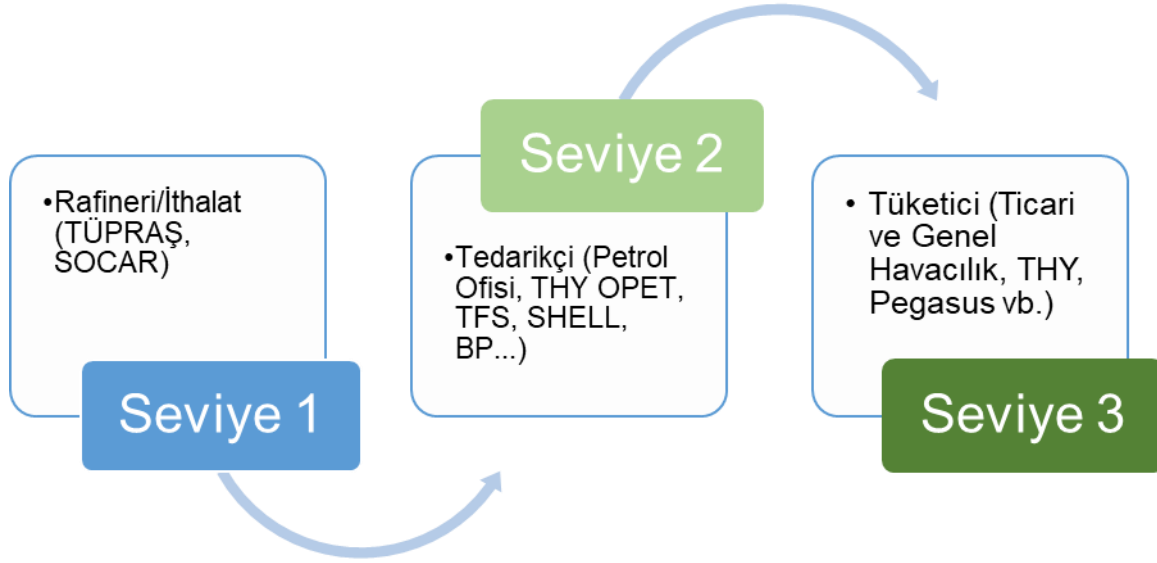 •Rafineri/İthalat
(TÜPRAŞ,
SOCAR)
Seviye 1
Seviye 2
•Tedarikçi (Petrol
Ofisi, THY OPET,
TFS, SHELL,
BP...)
• Tüketici (Ticari
ve Genel
Havacılık, THY,
Pegasus vb.)
Seviye 3